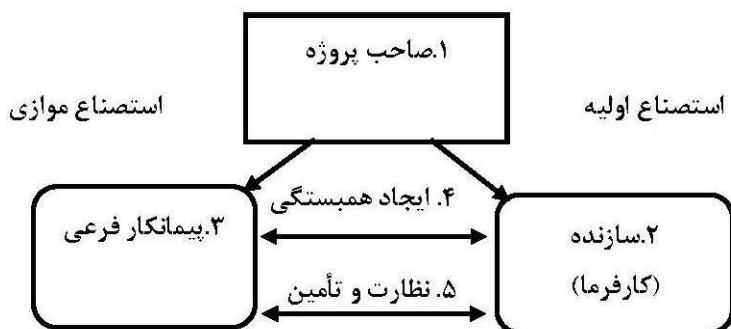 ۱.صاحب پروژه
استصناع اولیه
استصناع موازی
۲.سازنده
(کارفرما)
۳.پیمانکار فرعی
۴. ایجاد همبستگی
۵. نظارت و تأمین